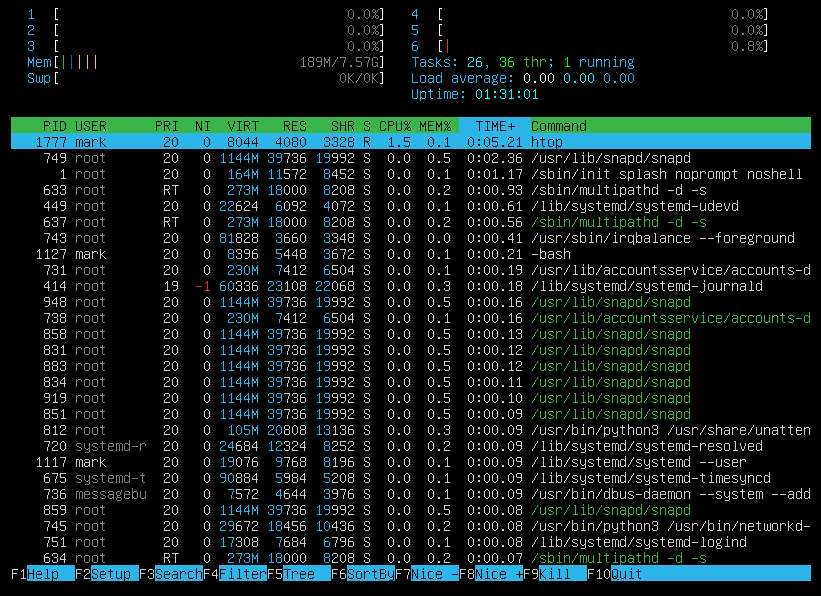 1 [ 0.0%] 4 [ 0.0%]
2 [ 0.0%] 5 [ 0.0%]
3 [ 0.0%] 6 [| 0.8%]
Mem[||||| 189M/7.57G] Tasks: 26, 36 thr; 1 running
Swp[ 0K/0K] Load average: 0.00 0.00 0.00
Uptime: 01:31:01
PID USER PRI NI VIRT RES SHR S CPU% MEM% TIME+ Command
1777 mark 20 0 8044 4080 3328 R 1.5 0.1 0:05.21 htop
749 root 20 0 1144M 39736 19992 S 0.0 0.5 0:02.36 /usr/lib/snapd/snapd
1 root 20 0 164M 11572 8452 S 0.0 0.1 0:01.17 /sbin/init splash noprompt noshell
633 root RT 0 273M 18000 8208 S 0.0 0.2 0:00.93 /sbin/multipathd -d -s
449 root 20 0 22624 6092 4072 S 0.0 0.1 0:00.61 /lib/systemd/systemd-udevd
637 root RT 0 273M 18000 8208 S 0.0 0.2 0:00.56 /sbin/multipathd -d -s
743 root 20 0 81828 3660 3348 S 0.0 0.0 0:00.41 /usr/sbin/irqbalance --foreground
1127 mark 20 0 8396 5448 3672 S 0.0 0.1 0:00.21 -bash
731 root 20 0 230M 7412 6504 S 0.0 0.1 0:00.19 /usr/lib/accountsservice/accounts-d
414 root 19 -1 60336 23108 22068 S 0.0 0.3 0:00.18 /lib/systemd/systemd-journald
948 root 20 0 1144M 39736 19992 S 0.0 0.5 0:00.16 /usr/lib/snapd/snapd
738 root 20 0 230M 7412 6504 S 0.0 0.1 0:00.16 /usr/lib/accountsservice/accounts-d
858 root 20 0 1144M 39736 19992 S 0.0 0.5 0:00.13 /usr/lib/snapd/snapd
831 root 20 0 1144M 39736 19992 S 0.0 0.5 0:00.12 /usr/lib/snapd/snapd
883 root 20 0 1144M 39736 19992 S 0.0 0.5 0:00.12 /usr/lib/snapd/snapd
834 root 20 0 1144M 39736 19992 S 0.0 0.5 0:00.11 /usr/lib/snapd/snapd
919 root 20 0 1144M 39736 19992 S 0.0 0.5 0:00.10 /usr/lib/snapd/snapd
851 root 20 0 1144M 39736 19992 S 0.0 0.5 0:00.09 /usr/lib/snapd/snapd
812 root 20 0 105M 20808 13136 S 0.0 0.3 0:00.09 /usr/bin/python3 /usr/share/unatten
720 systemd-r 20 0 24684 12324 8252 S 0.0 0.2 0:00.09 /lib/systemd/systemd-resolved
1117 mark 20 0 19076 9768 8196 S 0.0 0.1 0:00.09 /lib/systemd/systemd --user
675 systemd-t 20 0 90884 5984 5208 S 0.0 0.1 0:00.09 /lib/systemd/systemd-timesyncd
736 messagebu 20 0 7572 4644 3976 S 0.0 0.1 0:00.09 /usr/bin/dbus-daemon --system --add
859 root 20 0 1144M 39736 19992 S 0.0 0.5 0:00.08 /usr/lib/snapd/snapd
745 root 20 0 29672 18456 10436 S 0.0 0.2 0:00.08 /usr/bin/python3 /usr/bin/networkd-
751 root 20 0 17308 7684 6796 S 0.0 0.1 0:00.08 /lib/systemd/systemd-logind
634 root RT 0 273M 18000 8208 S 0.0 0.2 0:00.07 /sbin/multipathd -d -s
F1Help F2Setup F3SearchF4FilterF5Tree F6SortByF7Nice -F8Nice +F9Kill F10Quit